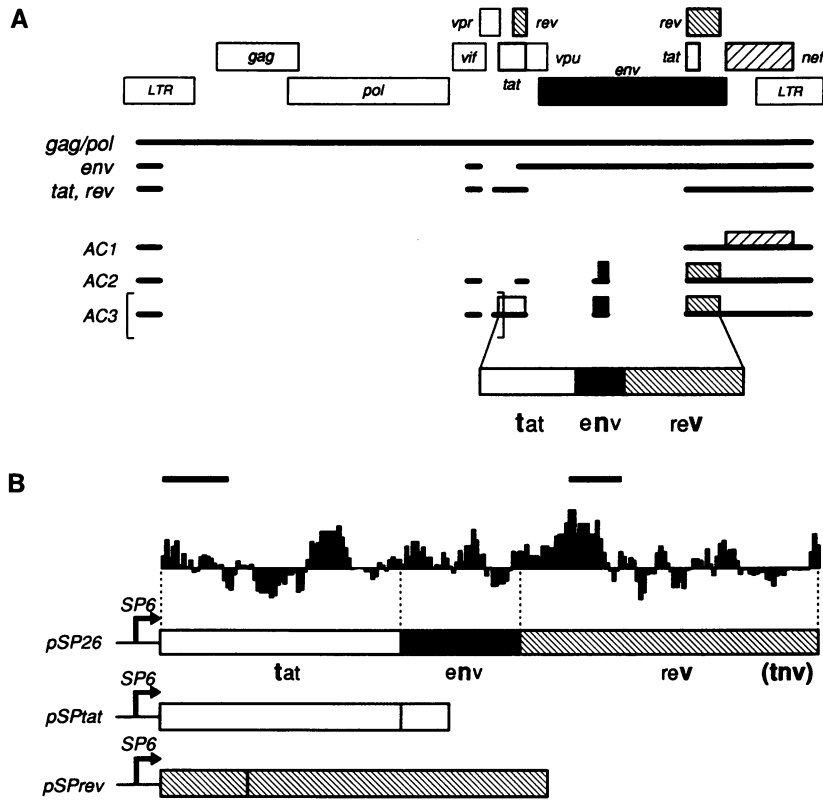 A
vpr rev rev
gag vif vpu tat nef
LTR pol tat env LTR
gag/pol
env
tat, rev
AC1
AC2
AC3
tat env rev
B
SP6
pSP26
tat env rev (tnv)
SP6
pSPtat
SP6
pSPrev